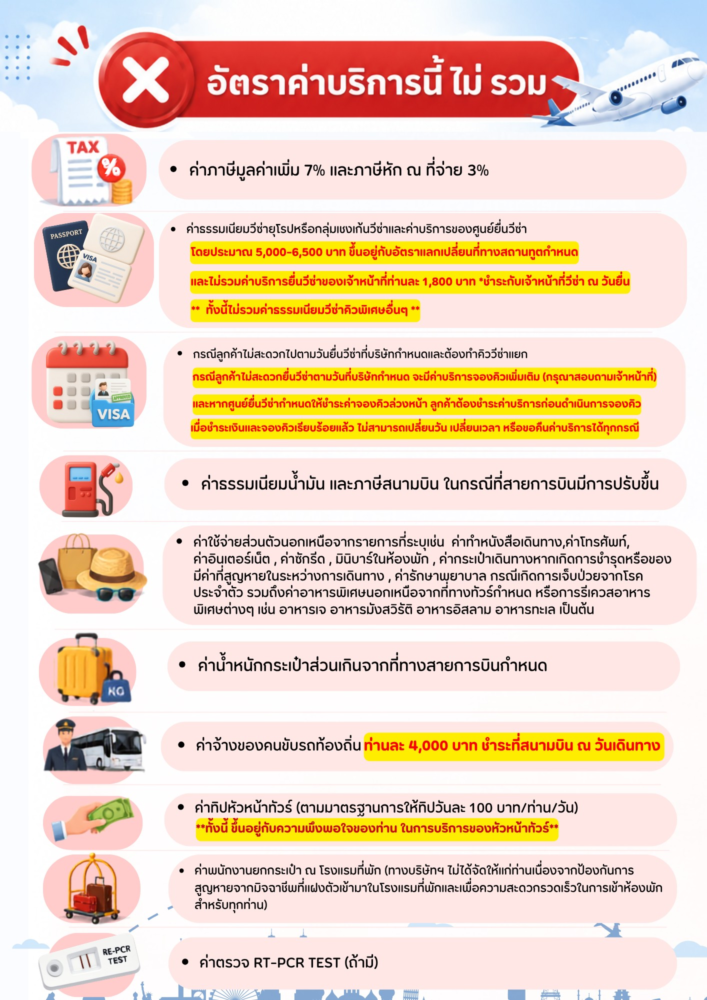 อัตราค่าบริการนี้ ไม่ รวม
TAX
%
• ค่าภาษีมูลค่าเพิ่ม 7% และภาษีหัก ณ ที่จ่าย 3%
PASSPORT
VISA
• ค่าธรรมเนียมวีซ่ายุโรปหรือกลุ่มเชงเก้นวีซ่าและค่าบริการของศูนย์ยื่นวีซ่า
โดยประมาณ 5,000-6,500 บาท ขึ้นอยู่กับอัตราแลกเปลี่ยนที่ทางสถานทูตกำหนด
และไม่รวมค่าบริการยื่นวีซ่าของเจ้าหน้าที่ท่านละ 1,800 บาท *ชำระกับเจ้าหน้าที่วีซ่า ณ วันยื่น
** ทั้งนี้ไม่รวมค่าธรรมเนียมวีซ่าคิวพิเศษอื่นๆ **
APPROVED
VISA
• กรณีลูกค้าไม่สะดวกไปตามวันยื่นวีซ่าที่บริษัทกำหนดและต้องทำคิววีซ่าแยก
กรณีลูกค้าไม่สะดวกยื่นวีซ่าตามวันที่บริษัทกำหนด จะมีค่าบริการจองคิวเพิ่มเติม (กรุณาสอบถามเจ้าหน้าที่)
และหากศูนย์ยื่นวีซ่ากำหนดให้ชำระค่าจองคิวล่วงหน้า ลูกค้าต้องชำระค่าบริการก่อนดำเนินการจองคิว
เมื่อชำระเงินและจองคิวเรียบร้อยแล้ว ไม่สามารถเปลี่ยนวัน เปลี่ยนเวลา หรือขอคืนค่าบริการได้ทุกกรณี
• ค่าธรรมเนียมน้ำมัน และภาษีสนามบิน ในกรณีที่สายการบินมีการปรับขึ้น
• ค่าใช้จ่ายส่วนตัวนอกเหนือจากรายการที่ระบุเช่น ค่าทำหนังสือเดินทาง,ค่าโทรศัพท์,
ค่าอินเตอร์เน็ต , ค่าซักรีด , มินิบาร์ในห้องพัก , ค่ากระเป๋าเดินทางหากเกิดการชำรุดหรือของ
มีค่าที่สูญหายในระหว่างการเดินทาง , ค่ารักษาพยาบาล กรณีเกิดการเจ็บป่วยจากโรค
ประจำตัว รวมถึงค่าอาหารพิเศษนอกเหนือจากที่ทางทัวร์กำหนด หรือการรีเควสอาหาร
พิเศษต่างๆ เช่น อาหารเจ อาหารมังสวิรัติ อาหารอิสลาม อาหารทะเล เป็นต้น
KG
• ค่าน้ำหนักกระเป๋าส่วนเกินจากที่ทางสายการบินกำหนด
• ค่าจ้างของคนขับรถท้องถิ่น ท่านละ 4,000 บาท ชำระที่สนามบิน ณ วันเดินทาง
• ค่าทิปหัวหน้าทัวร์ (ตามมาตรฐานการให้ทิปวันละ 100 บาท/ท่าน/วัน)
**ทั้งนี้ ขึ้นอยู่กับความพึงพอใจของท่าน ในการบริการของหัวหน้าทัวร์**
• ค่าพนักงานยกกระเป๋า ณ โรงแรมที่พัก (ทางบริษัทฯ ไม่ได้จัดให้แก่ท่านเนื่องจากป้องกันการ
สูญหายจากมิจฉาชีพที่แฝงตัวเข้ามาในโรงแรมที่พักและเพื่อความสะดวกรวดเร็วในการเข้าห้องพัก
สำหรับทุกท่าน)
RE-PCR
TEST
• ค่าตรวจ RT-PCR TEST (ถ้ามี)